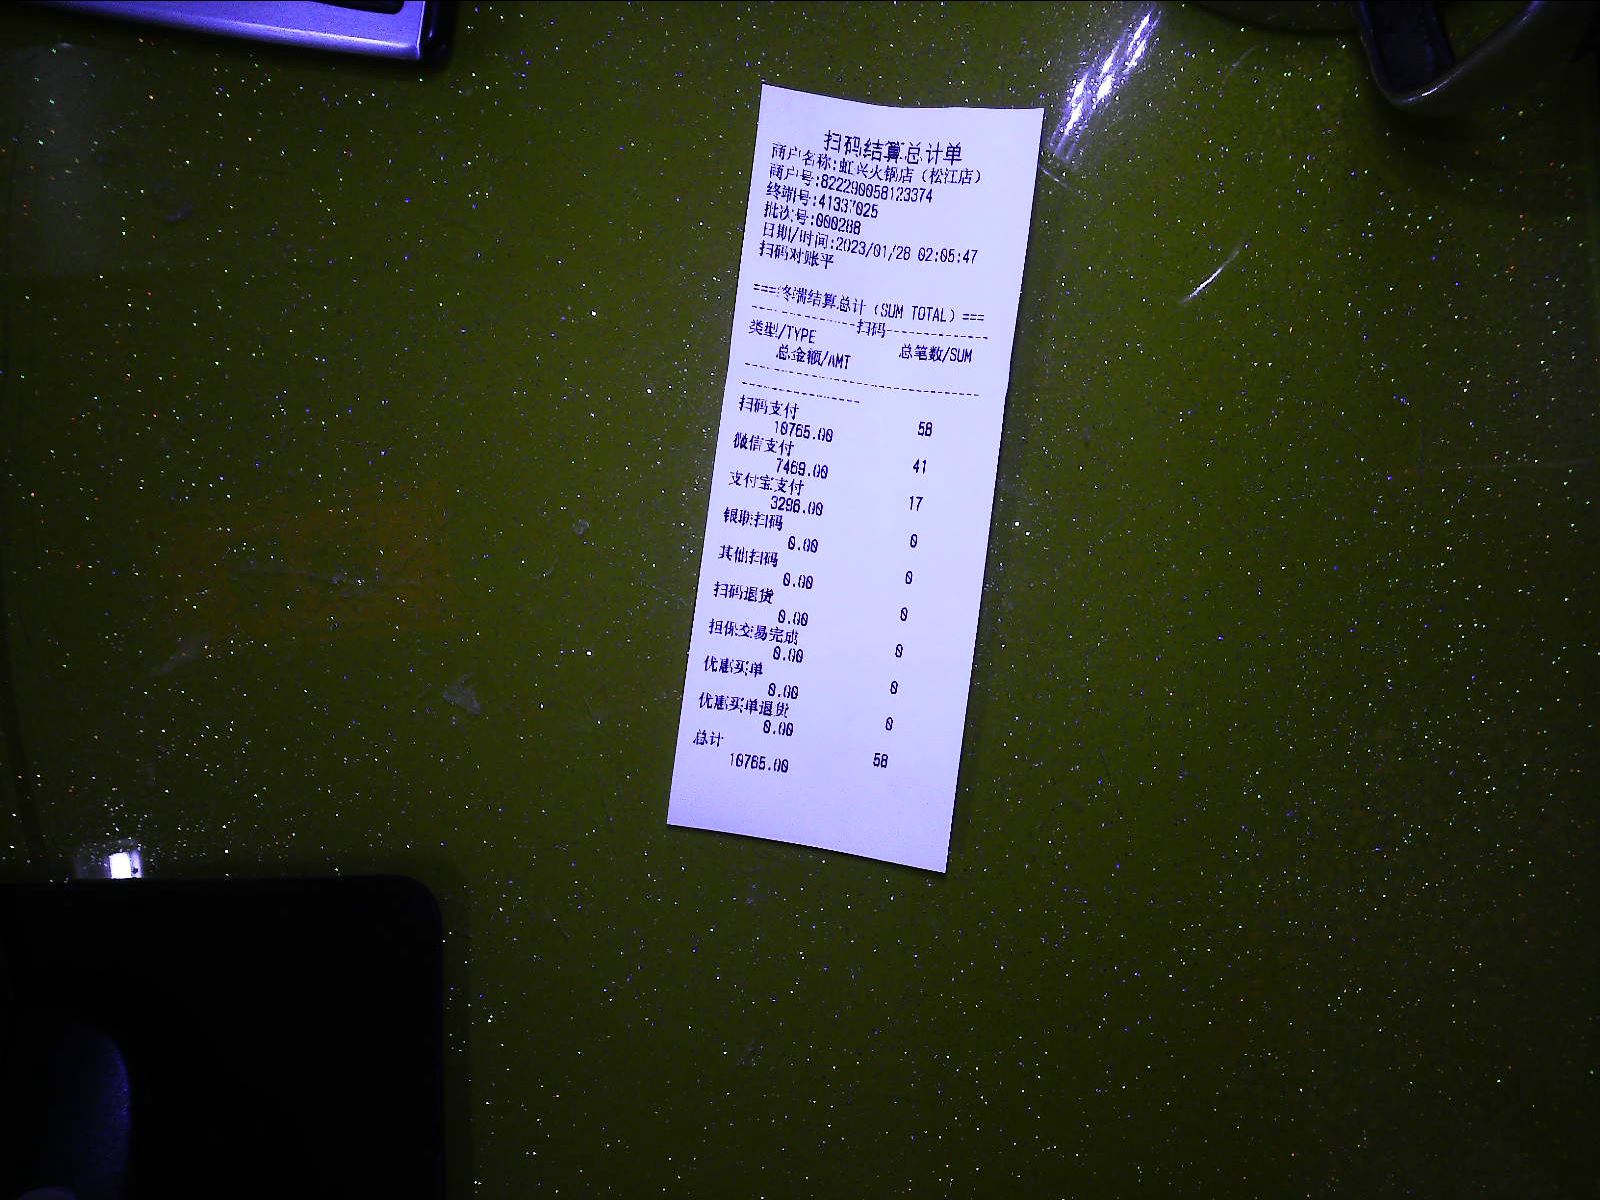 扫码结算总计单
商户名称:虹兴火锅店（松江店）
商户号:822290058123374
终端号:41337025
批次号:000288
日期/时间:2023/01/28 02:05:47
扫码对账平
===终端结算总计（SUM TOTAL）===
--------------扫码--------------
类型/TYPE 总笔数/SUM
总金额/AMT
扫码支付 58
10765.00
微信支付 41
7469.00
支付宝支付 17
3296.00
银联扫码 0
0.00
其他扫码 0
0.00
扫码退货 0
0.00
担保交易完成 0
0.00
优惠买单 0
0.00
优惠买单退货 0
0.00
总计 58
10765.00